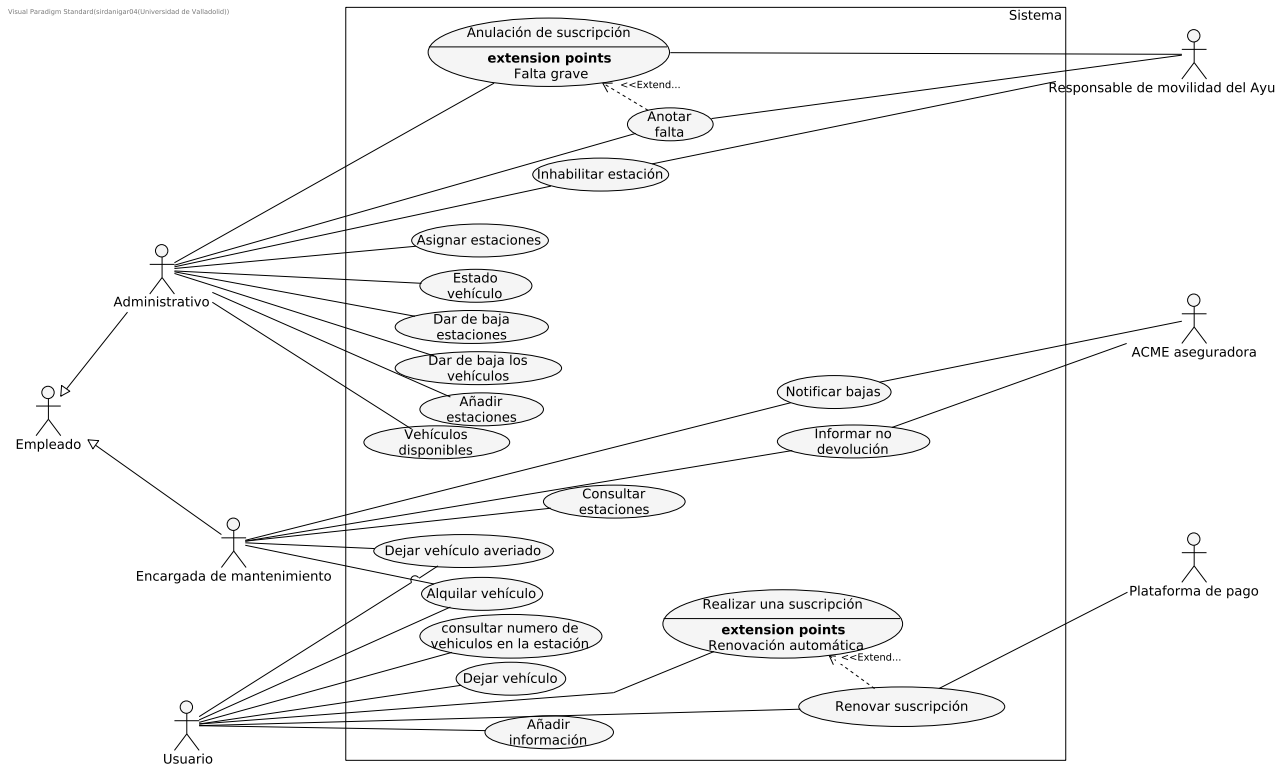 Visual Paradigm Standard(sirdanigar04(Universidad de Valladolid))
Sistema
Anulación de suscripción
extension points
Falta grave
<<Extend...
Responsable de movilidad del Ayu
Anotar
falta
Inhabilitar estación
Asignar estaciones
Estado
vehículo
Administrativo
Dar de baja
estaciones
ACME aseguradora
Dar de baja los
vehículos
Notificar bajas
Añadir
estaciones
Empleado
Vehículos
disponibles
Informar no
devolución
Consultar
estaciones
Dejar vehículo averiado
Encargada de mantenimiento
Alquilar vehículo
Plataforma de pago
Realizar una suscripción
extension points
Renovación automática
<<Extend...
consultar numero de
vehiculos en la estación
Dejar vehículo
Renovar suscripción
Añadir
información
Usuario